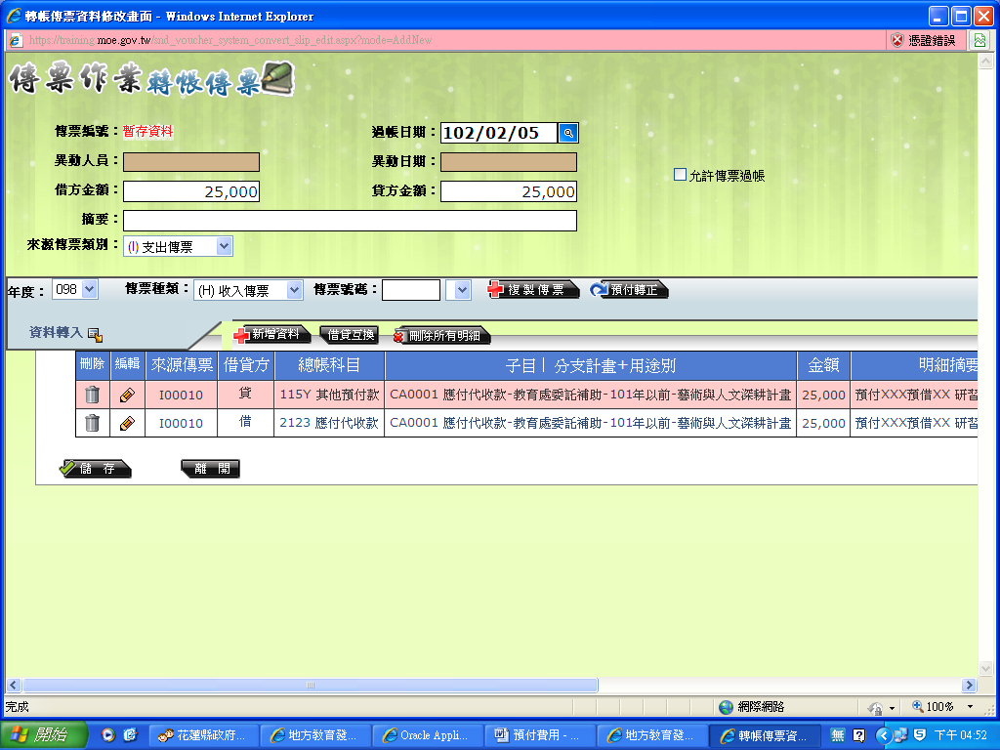 轉帳傳票資料修改畫面 - Windows Internet Explorer
https://training.moe.gov.tw/snd_voucher_system_convert_slip_edit.aspx?mode=AddNew 憑證錯誤
傳票作業 轉帳傳票
傳票編號：暫存資料 過帳日期：102/02/05
異動人員： 異動日期：
允許傳票過帳
借方金額：25,000 貸方金額：25,000
摘要：
來源傳票類別：(I) 支出傳票
年度：098 傳票種類：(H) 收入傳票 傳票號碼： 複製傳票 預付轉正
資料轉入 新增資料 借貸互換 刪除所有明細
刪除 編輯 來源傳票 借貸方 總帳科目 子目| 分支計畫+用途別 金額 明細摘要
I00010 貸 115Y 其他預付款 CA0001 應付代收款-教育處委託補助-101年以前-藝術與人文深耕計畫 25,000 預付XXX預借XX 研習
I00010 借 2123 應付代收款 CA0001 應付代收款-教育處委託補助-101年以前-藝術與人文深耕計畫 25,000 預付XXX預借XX 研習
儲 存 離 開
完成 網際網路 100%
開始 花蓮縣政府... 地方教育發... Oracle Appli... 預付費用 - ... 地方教育發... 轉帳傳票資... 無 下午 04:52